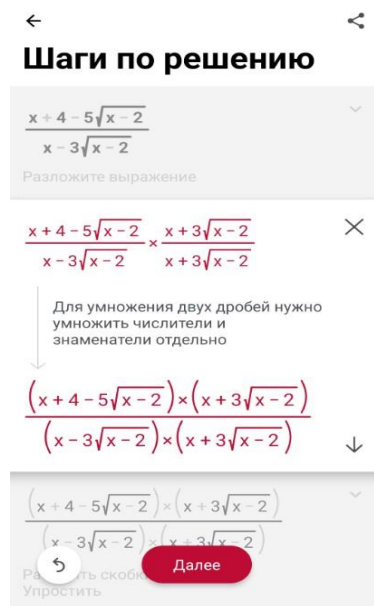 Шаги по решению
x + 4 - 5√x - 2
x - 3√x - 2
Разложите выражение
x + 4 - 5√x - 2 × x + 3√x - 2
x - 3√x - 2 x + 3√x - 2
Для умножения двух дробей нужно
умножить числители и
знаменатели отдельно
(x + 4 - 5√x - 2)×(x + 3√x - 2)
(x - 3√x - 2)×(x + 3√x - 2)
(x + 4 - 5√x - 2)×(x + 3√x - 2)
(x - 3√x - 2)×(x + 3√x - 2)
Далее
Упростить